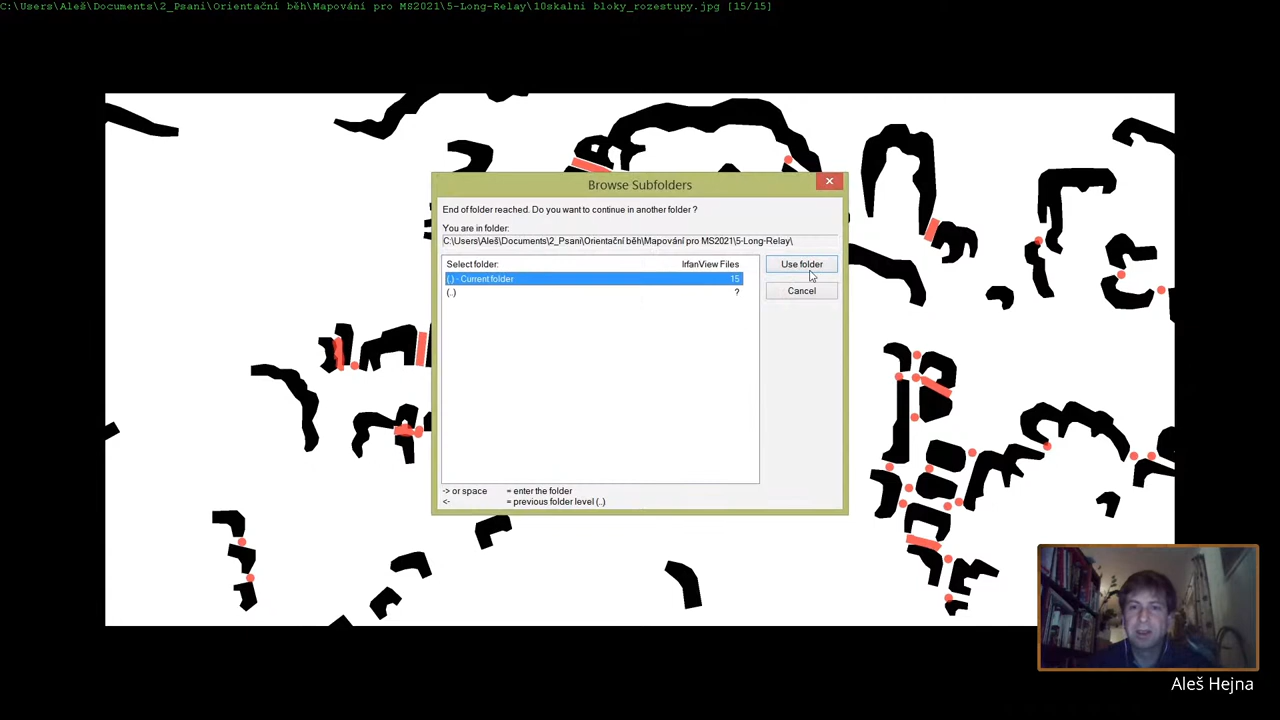 C:\Users\Aleš\Documents\2_Psaní\Orientační běh\Mapování pro MS2021\5-Long-Relay\10skalni bloky_rozestupy.jpg [15/15]
Browse Subfolders
End of folder reached. Do you want to continue in another folder ?
You are in folder:
C:\Users\Aleš\Documents\2_Psaní\Orientační běh\Mapování pro MS2021\5-Long-Relay\
Select folder: IrfanView Files
(.) - Current folder 15
(..) ?
Use folder
Cancel
-> or space = enter the folder
<- = previous folder level (..)
Aleš Hejna